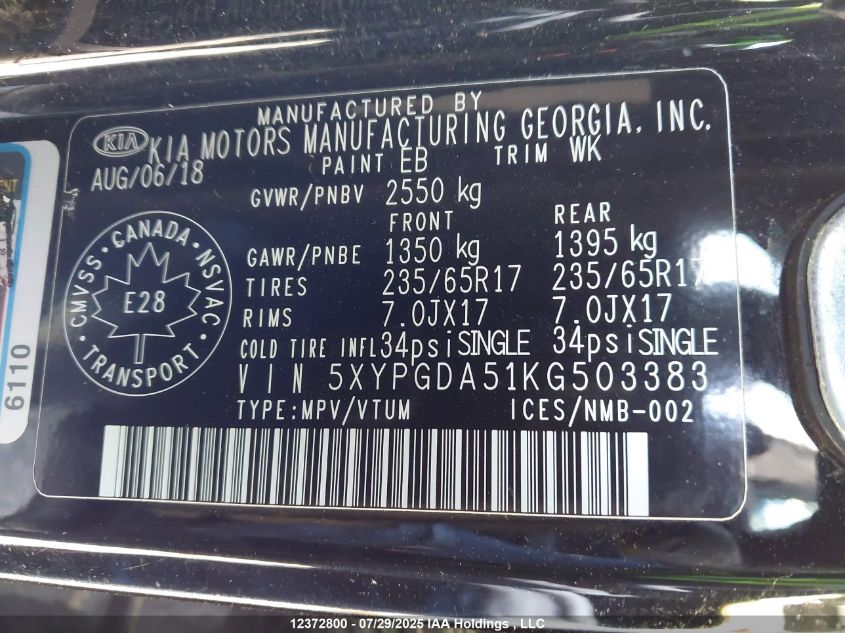 MANUFACTURED BY
KIA KIA MOTORS MANUFACTURING GEORGIA, INC.
AUG/06/18 PAINT EB TRIM WK
GVWR/PNBV 2550 kg
FRONT REAR
GAWR/PNBE 1350 kg 1395 kg
TIRES 235/65R17 235/65R17
RIMS 7.0JX17 7.0JX17
COLD TIRE INFL 34psi SINGLE 34psi SINGLE
VIN 5XYPGDA51KG503383
TYPE:MPV/VTUM ICES/NMB-002
CMVSS · CANADA · NSVAC
E28
TRANSPORT
6110
12372800 - 07/29/2025 IAA Holdings , LLC